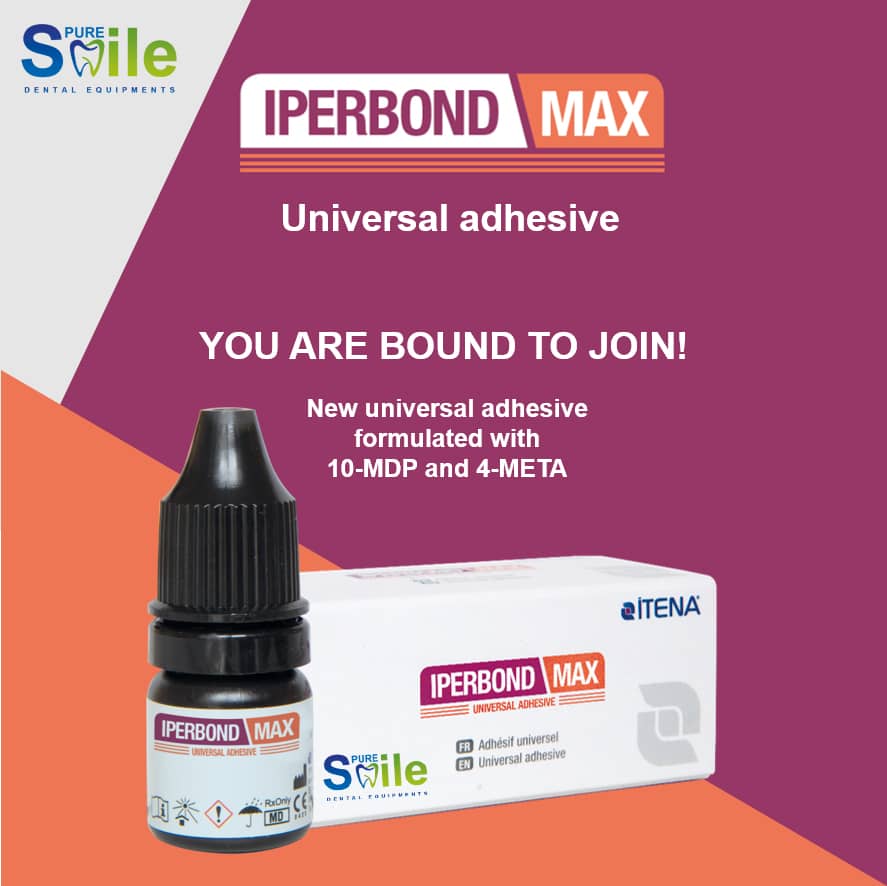 PURE
Smile
DENTAL EQUIPMENTS
IPERBOND MAX
Universal adhesive
YOU ARE BOUND TO JOIN!
New universal adhesive
formulated with
10-MDP and 4-META
iTENA®
IPERBOND MAX
UNIVERSAL ADHESIVE
FR Adhésif universel
EN Universal adhesive
PURE
Smile
DENTAL EQUIPMENTS
IPERBOND MAX
UNIVERSAL ADHESIVE
RxOnly
MD
CE